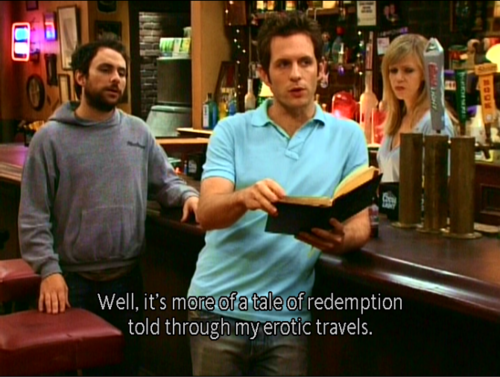 Well, it's more of a tale of redemption
told through my erotic travels.